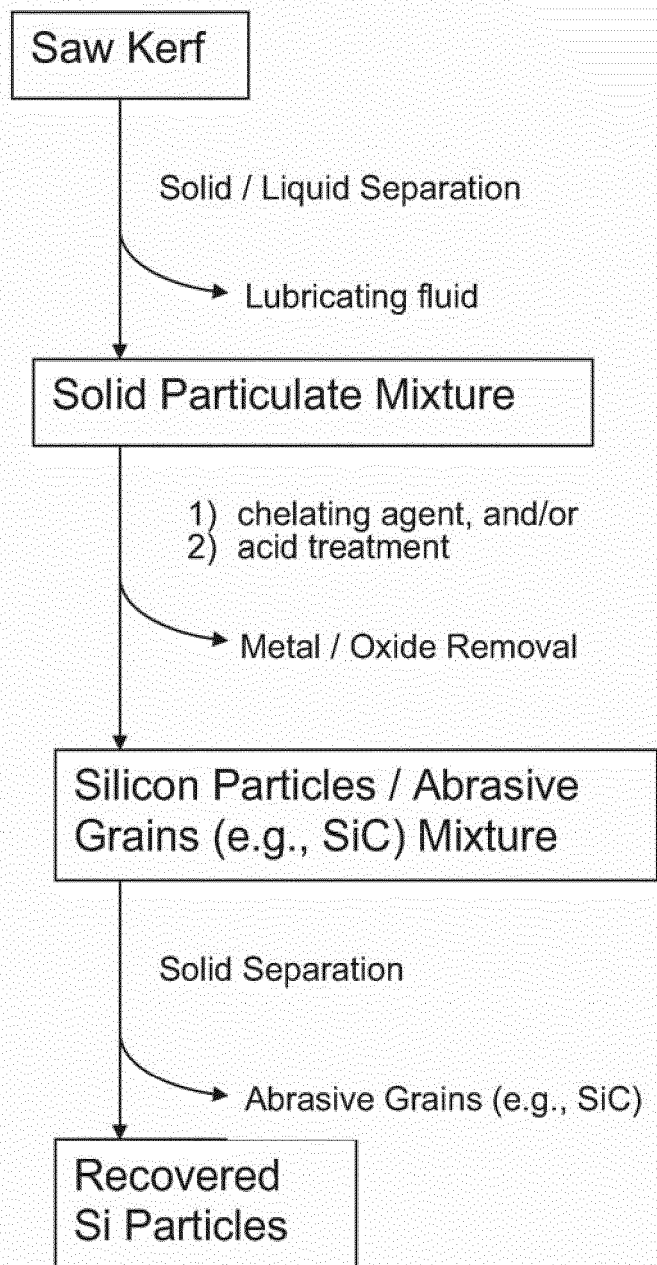 Saw Kerf
Solid / Liquid Separation
Lubricating fluid
Solid Particulate Mixture
1) chelating agent, and/or
2) acid treatment
Metal / Oxide Removal
Silicon Particles / Abrasive
Grains (e.g., SiC) Mixture
Solid Separation
Abrasive Grains (e.g., SiC)
Recovered
Si Particles